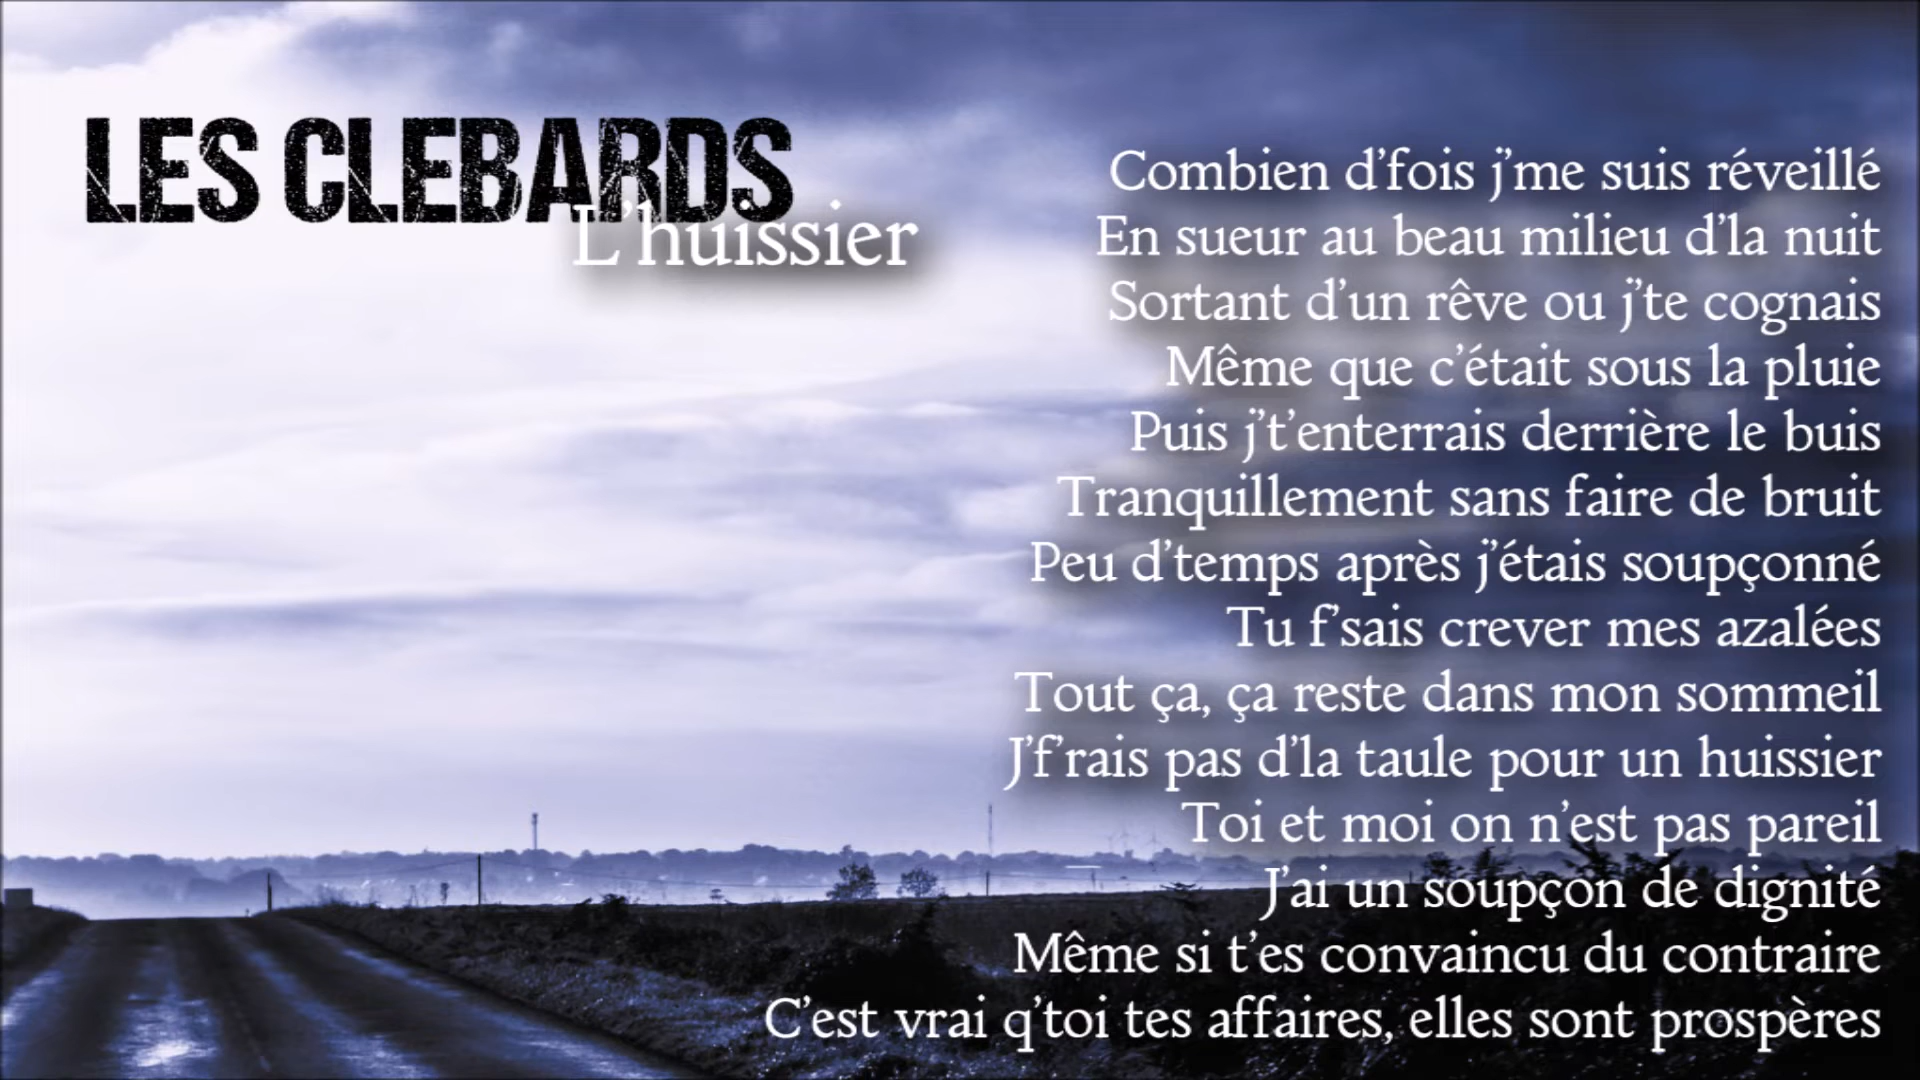 LES CLEBARDS
L'huissier
Combien d'fois j'me suis réveillé
En sueur au beau milieu d'la nuit
Sortant d'un rêve ou j'te cognais
Même que c'était sous la pluie
Puis j't'enterrais derrière le buis
Tranquillement sans faire de bruit
Peu d'temps après j'étais soupçonné
Tu f'sais crever mes azalées
Tout ça, ça reste dans mon sommeil
J'f'rais pas d'la taule pour un huissier
Toi et moi on n'est pas pareil
J'ai un soupçon de dignité
Même si t'es convaincu du contraire
C'est vrai q'toi tes affaires, elles sont prospères